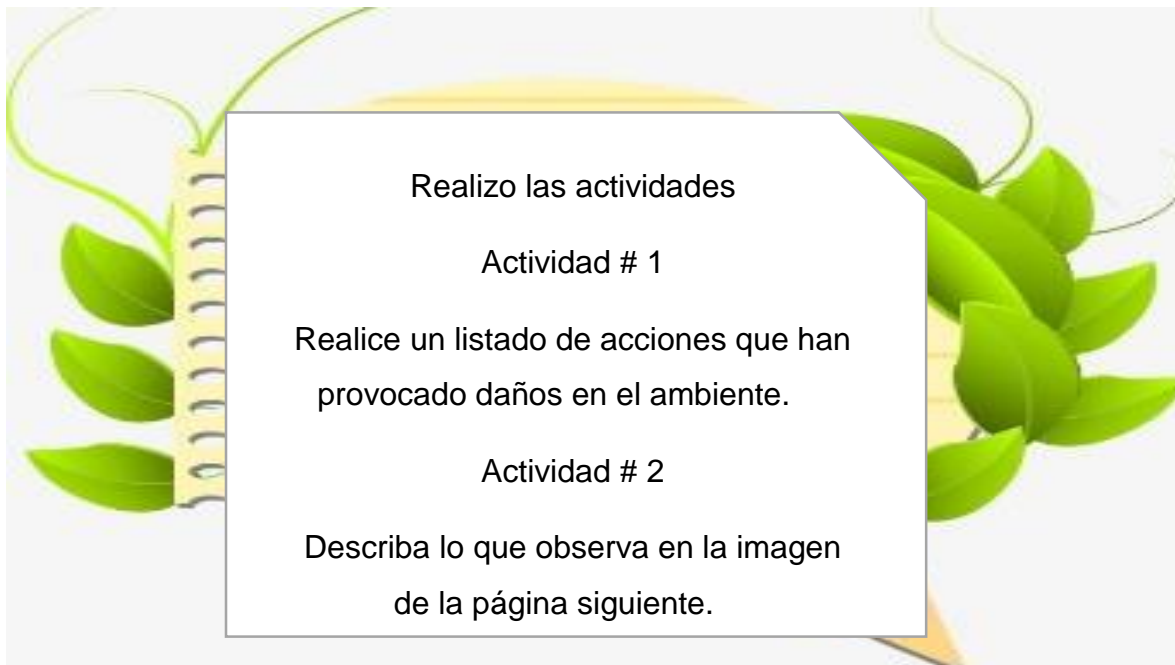 Realizo las actividades
Actividad # 1
Realice un listado de acciones que han
provocado daños en el ambiente.
Actividad # 2
Describa lo que observa en la imagen
de la página siguiente.